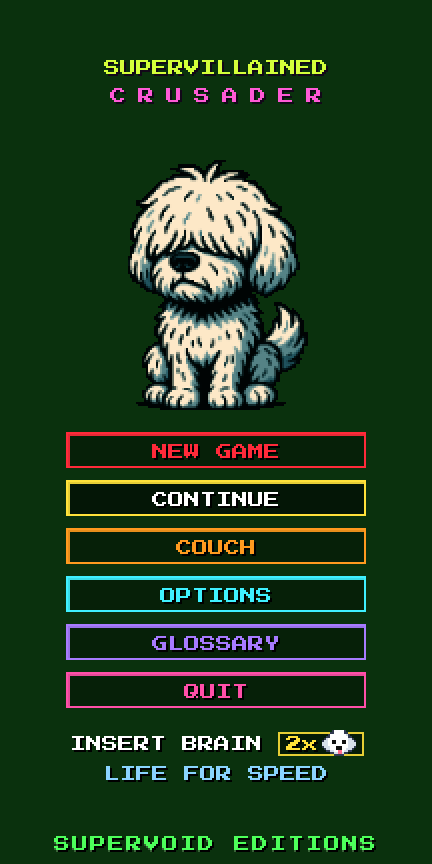 SUPERVILLAINED
CRUSADER
NEW GAME
CONTINUE
COUCH
OPTIONS
GLOSSARY
QUIT
INSERT BRAIN 2x
LIFE FOR SPEED
SUPERVOID EDITIONS